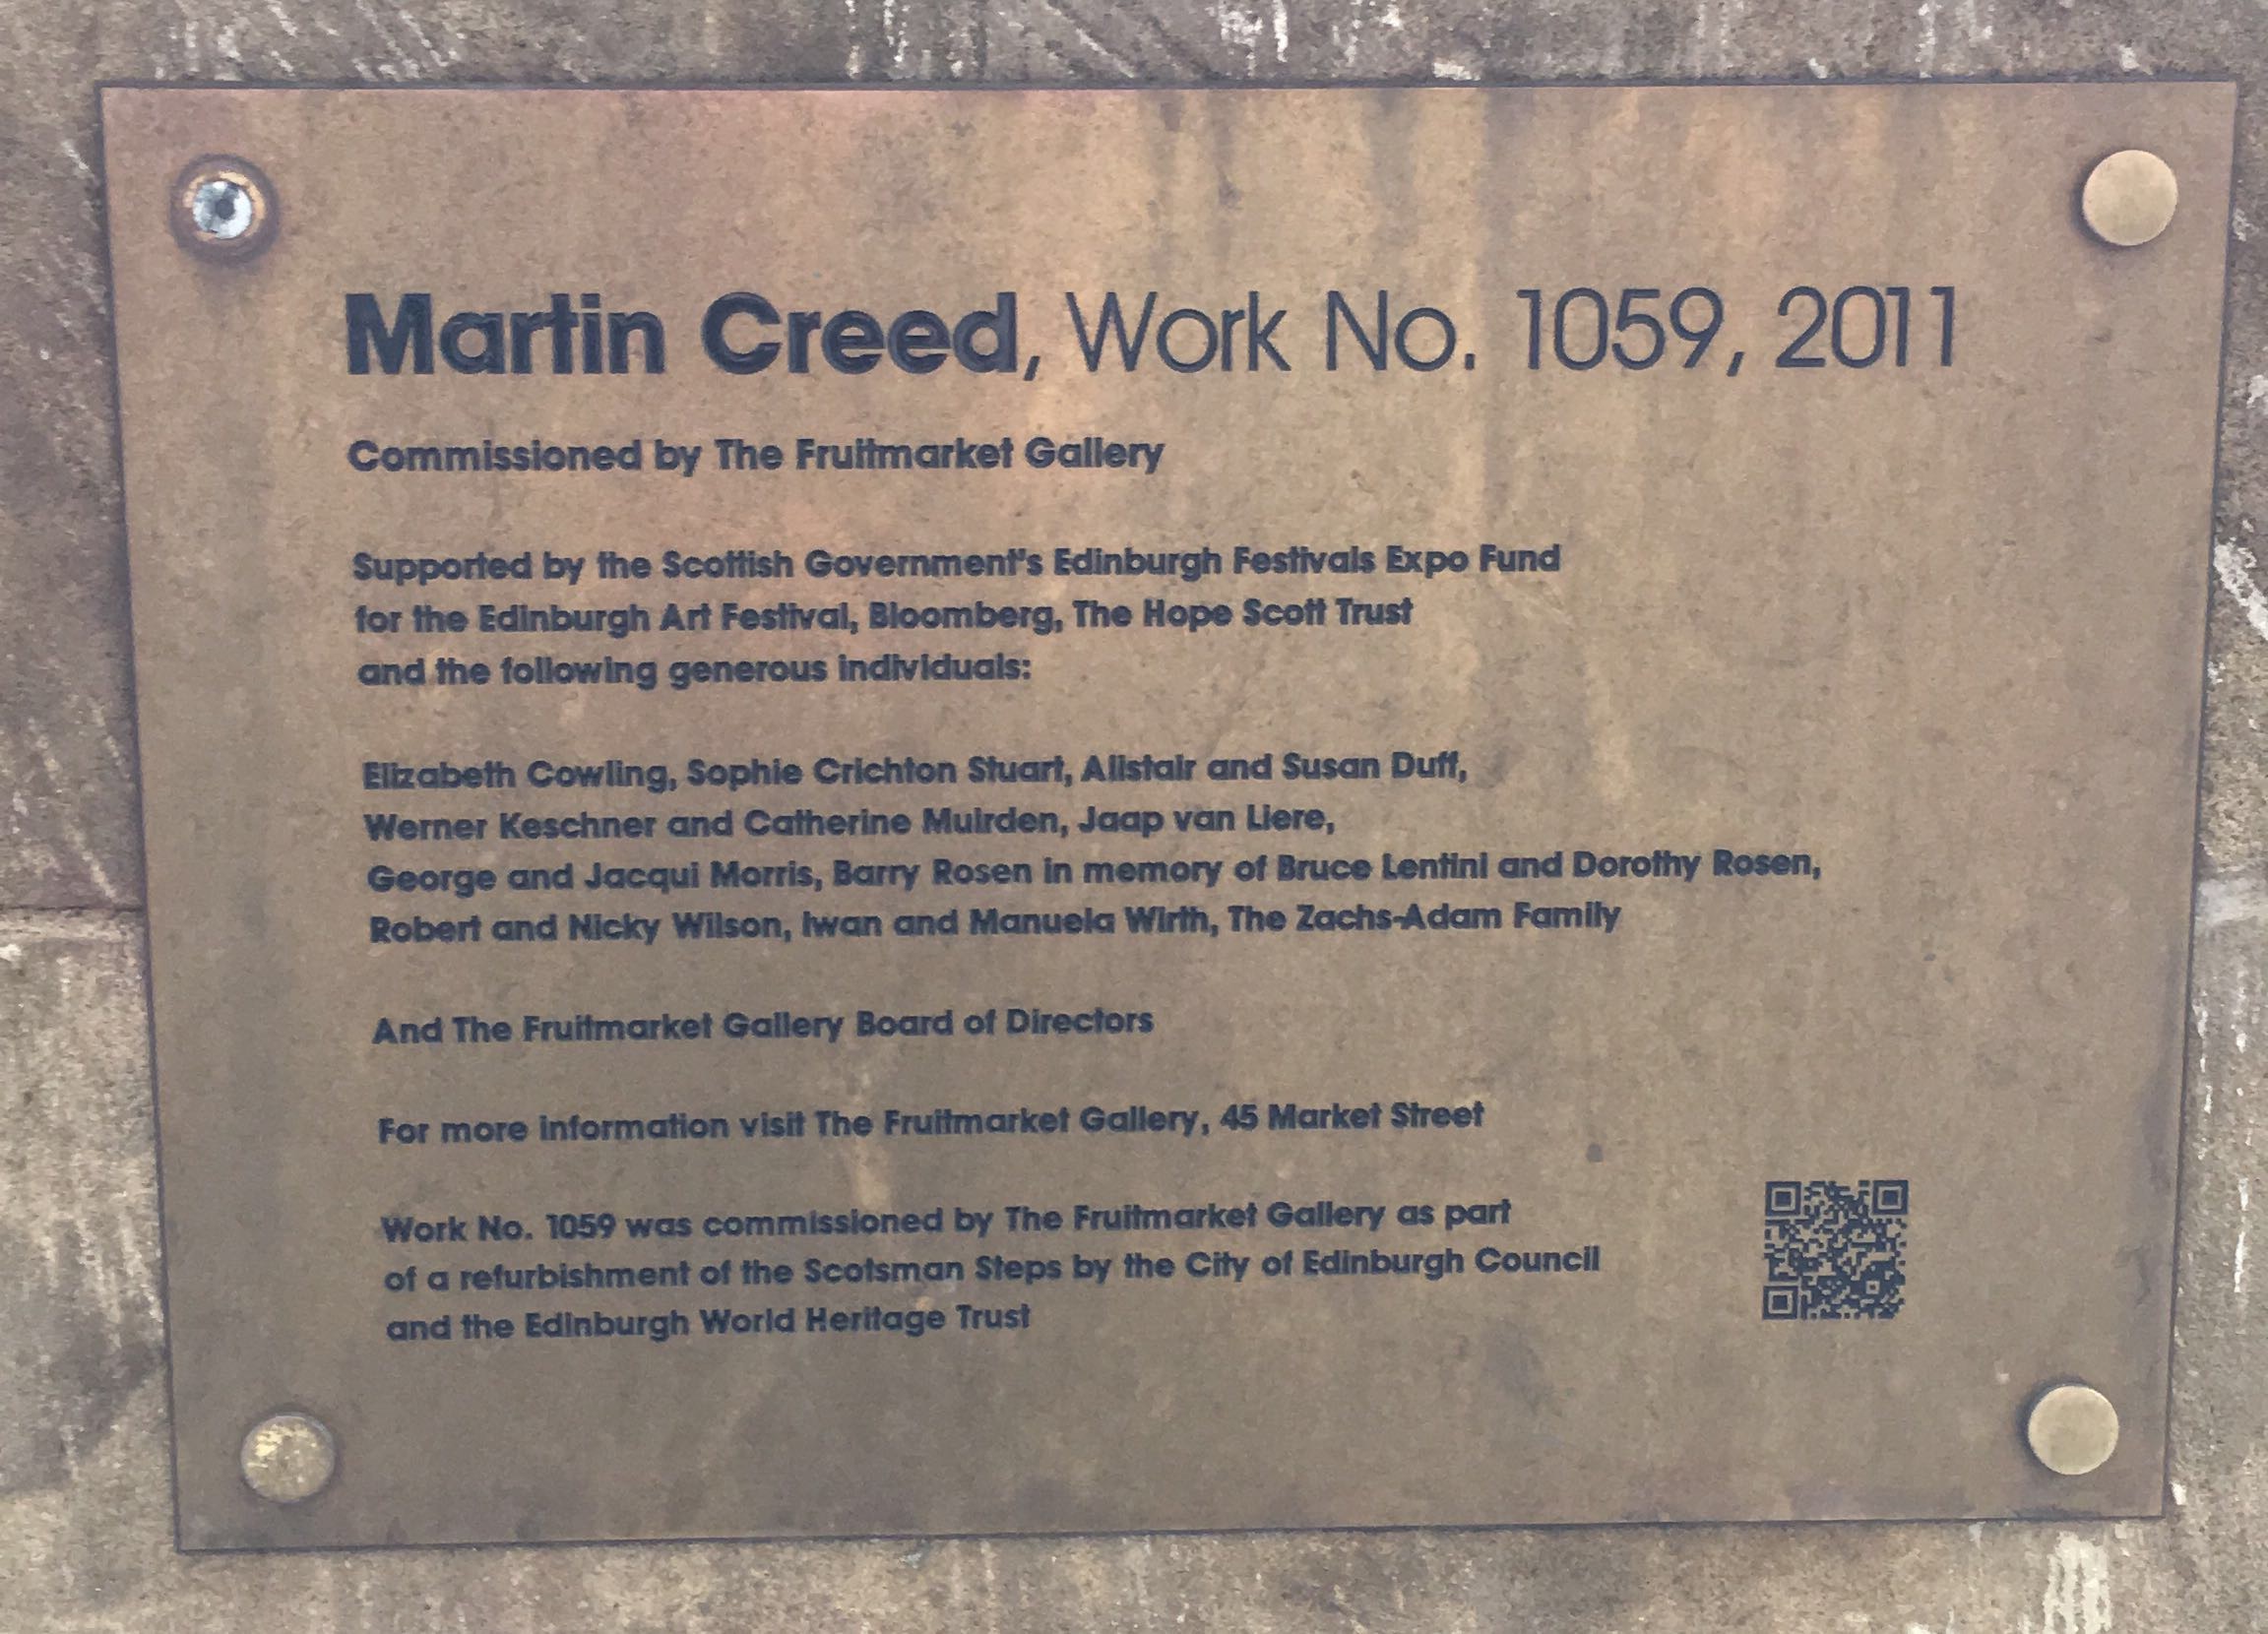 Martin Creed, Work No. 1059, 2011
Commissioned by The Fruitmarket Gallery
Supported by the Scottish Government's Edinburgh Festivals Expo Fund
for the Edinburgh Art Festival, Bloomberg, The Hope Scott Trust
and the following generous individuals:
Elizabeth Cowling, Sophie Crichton Stuart, Alistair and Susan Duff,
Werner Keschner and Catherine Muirden, Jaap van Liere,
George and Jacqui Morris, Barry Rosen in memory of Bruce Lentini and Dorothy Rosen,
Robert and Nicky Wilson, Iwan and Manuela Wirth, The Zachs-Adam Family
And The Fruitmarket Gallery Board of Directors
For more information visit The Fruitmarket Gallery, 45 Market Street
Work No. 1059 was commissioned by The Fruitmarket Gallery as part
of a refurbishment of the Scotsman Steps by the City of Edinburgh Council
and the Edinburgh World Heritage Trust